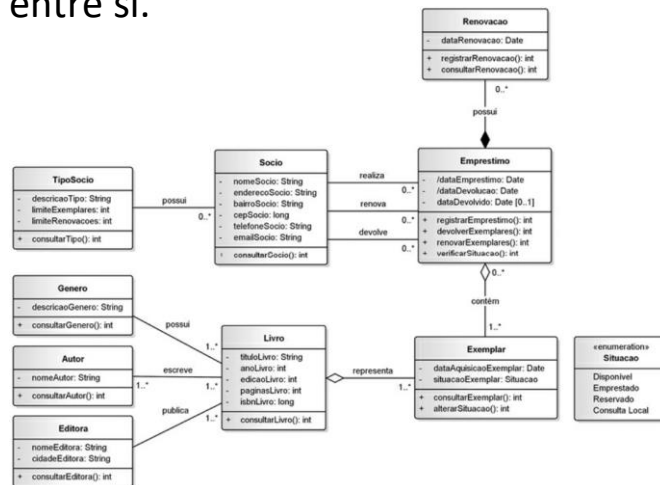 entre si.
Renovacao
- dataRenovacao: Date
+ registrarRenovacao(): int
+ consultarRenovacao(): int
0..*
possui
TipoSocio
- descricaoTipo: String
- limiteExemplares: int
- limiteRenovacoes: int
+ consultarTipo(): int
possui
0..*
Socio
- nomeSocio: String
- enderecoSocio: String
- bairroSocio: String
- cepSocio: long
- telefoneSocio: String
- emailSocio: String
+ consultarSocio(): int
realiza
0..*
renova
0..*
devolve
0..*
Emprestimo
- /dataEmprestimo: Date
- /dataDevolucao: Date
- dataDevolvido: Date [0..1]
+ registrarEmprestimo(): int
+ devolverExemplares(): int
+ renovarExemplares(): int
+ verificarSituacao(): int
0..*
contém
1..*
Genero
- descricaoGenero: String
+ consultarGenero(): int
possui
1..*
Autor
- nomeAutor: String
+ consultarAutor(): int
1..*
escreve
1..*
Editora
- nomeEditora: String
- cidadeEditora: String
+ consultarEditora(): int
publica
1..*
Livro
- tituloLivro: String
- anoLivro: int
- edicaoLivro: int
- paginasLivro: int
- isbnLivro: long
+ consultarLivro(): int
representa
1..*
Exemplar
- dataAquisicaoExemplar: Date
- situacaoExemplar: Situacao
+ consultarExemplar(): int
+ alterarSituacao(): int
«enumeration»
Situacao
Disponível
Emprestado
Reservado
Consulta Local